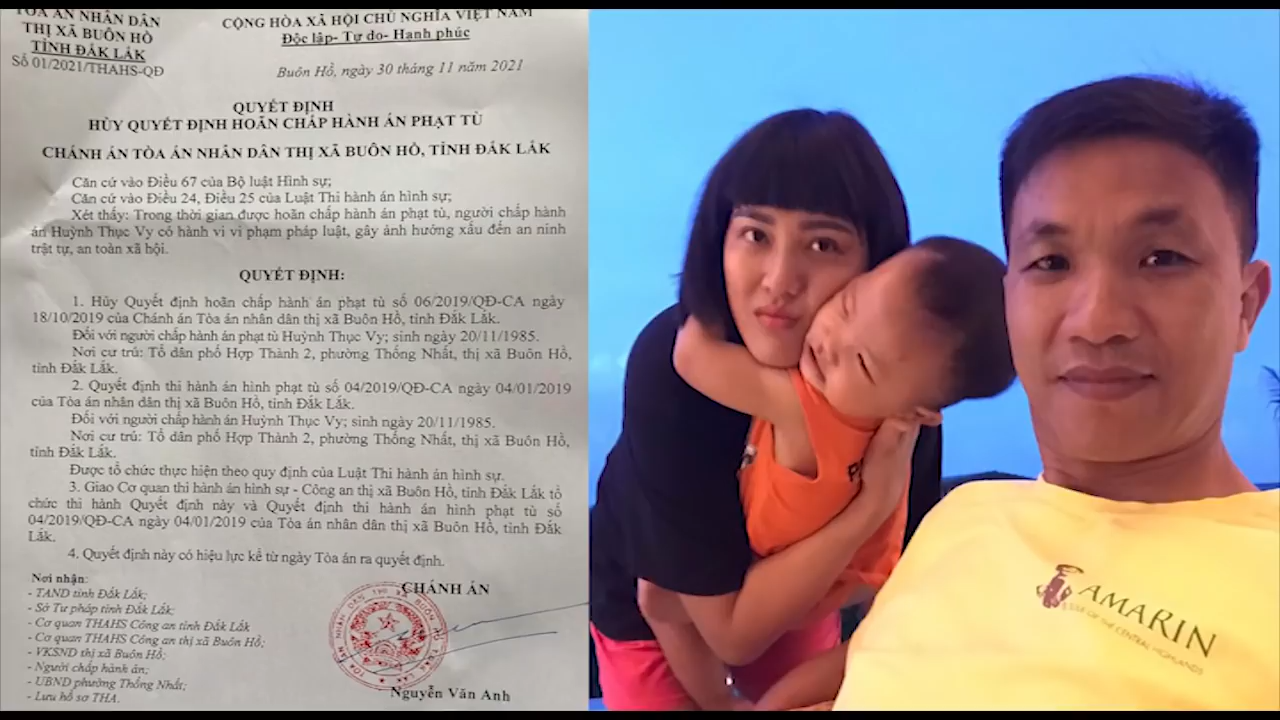 TÒA ÁN NHÂN DÂN
THỊ XÃ BUÔN HỒ
TỈNH ĐẮK LẮK
Số 01/2021/THAHS-QĐ
CỘNG HÒA XÃ HỘI CHỦ NGHĨA VIỆT NAM
Độc lập- Tự do- Hạnh phúc
Buôn Hồ, ngày 30 tháng 11 năm 2021
QUYẾT ĐỊNH
HỦY QUYẾT ĐỊNH HOÃN CHẤP HÀNH ÁN PHẠT TÙ
CHÁNH ÁN TÒA ÁN NHÂN DÂN THỊ XÃ BUÔN HỒ, TỈNH ĐẮK LẮK
Căn cứ vào Điều 67 của Bộ luật Hình sự;
Căn cứ vào Điều 24, Điều 25 của Luật Thi hành án hình sự;
Xét thấy: Trong thời gian được hoãn chấp hành án phạt tù, người chấp hành
án Huỳnh Thục Vy có hành vi vi phạm pháp luật, gây ảnh hưởng xấu đến an ninh
trật tự, an toàn xã hội.
QUYẾT ĐỊNH:
1. Hủy Quyết định hoãn chấp hành án phạt tù số 06/2019/QĐ-CA ngày
18/10/2019 của Chánh án Tòa án nhân dân thị xã Buôn Hồ, tỉnh Đắk Lắk.
Đối với người chấp hành án phạt tù Huỳnh Thục Vy; sinh ngày 20/11/1985.
Nơi cư trú: Tổ dân phố Hợp Thành 2, phường Thống Nhất, thị xã Buôn Hồ,
tỉnh Đắk Lắk.
2. Quyết định thi hành án hình phạt tù số 04/2019/QĐ-CA ngày 04/01/2019
của Tòa án nhân dân thị xã Buôn Hồ, tỉnh Đắk Lắk.
Đối với người chấp hành án Huỳnh Thục Vy; sinh ngày 20/11/1985.
Nơi cư trú: Tổ dân phố Hợp Thành 2, phường Thống Nhất, thị xã Buôn Hồ,
tỉnh Đắk Lắk.
Được tổ chức thực hiện theo quy định của Luật Thi hành án hình sự.
3. Giao Cơ quan thi hành án hình sự - Công an thị xã Buôn Hồ, tỉnh Đắk Lắk tổ
chức thi hành Quyết định này và Quyết định thi hành án hình phạt tù số
04/2019/QĐ-CA ngày 04/01/2019 của Tòa án nhân dân thị xã Buôn Hồ, tỉnh Đắk
Lắk.
4. Quyết định này có hiệu lực kể từ ngày Tòa án ra quyết định.
Nơi nhận:
- TAND tỉnh Đắk Lắk;
- Sở Tư pháp tỉnh Đắk Lắk;
- Cơ quan THAHS Công an tỉnh Đắk Lắk
- Cơ quan THAHS Công an thị xã Buôn Hồ;
- VKSND thị xã Buôn Hồ;
- Người chấp hành án;
- UBND phường Thống Nhất;
- Lưu hồ sơ THA.
CHÁNH ÁN
Nguyễn Văn Anh
AMARIN
OF THE CENTRAL HIGHLANDS